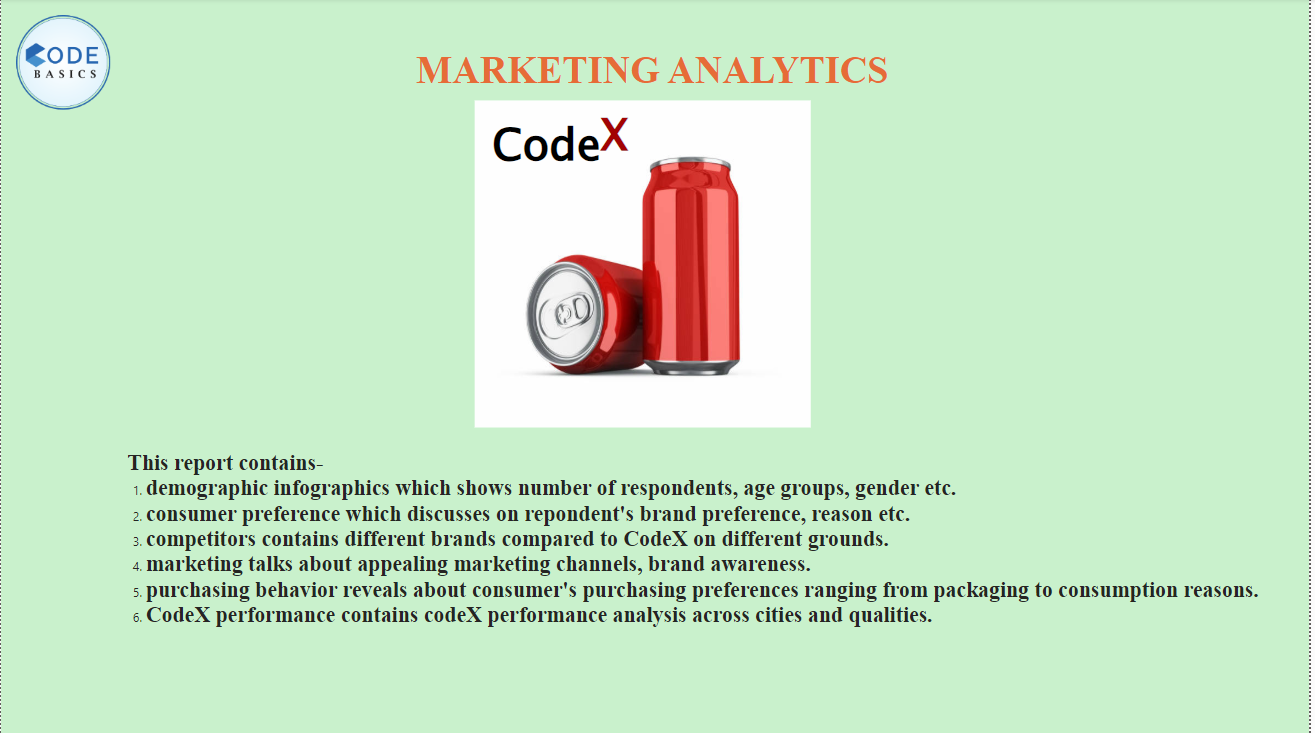 CODE
BASICS
MARKETING ANALYTICS
CodeX
This report contains-
1. demographic infographics which shows number of respondents, age groups, gender etc.
2. consumer preference which discusses on repondent's brand preference, reason etc.
3. competitors contains different brands compared to CodeX on different grounds.
4. marketing talks about appealing marketing channels, brand awareness.
5. purchasing behavior reveals about consumer's purchasing preferences ranging from packaging to consumption reasons.
6. CodeX performance contains codeX performance analysis across cities and qualities.